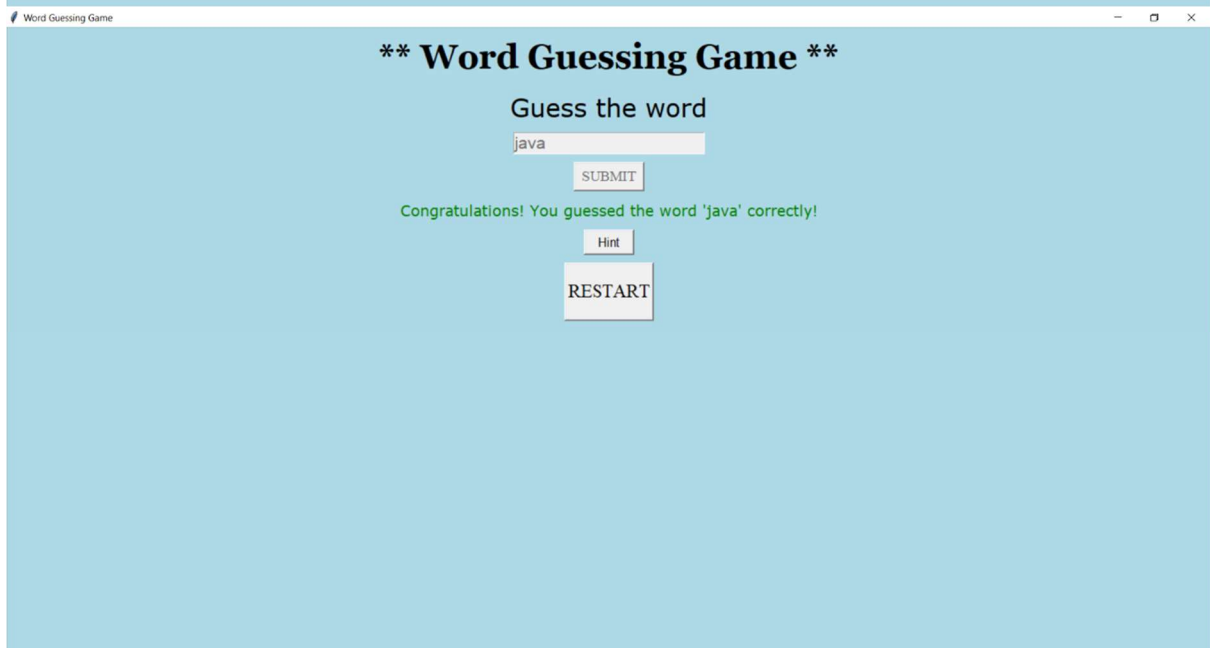 Word Guessing Game
** Word Guessing Game **
Guess the word
java
SUBMIT
Congratulations! You guessed the word 'java' correctly!
Hint
RESTART